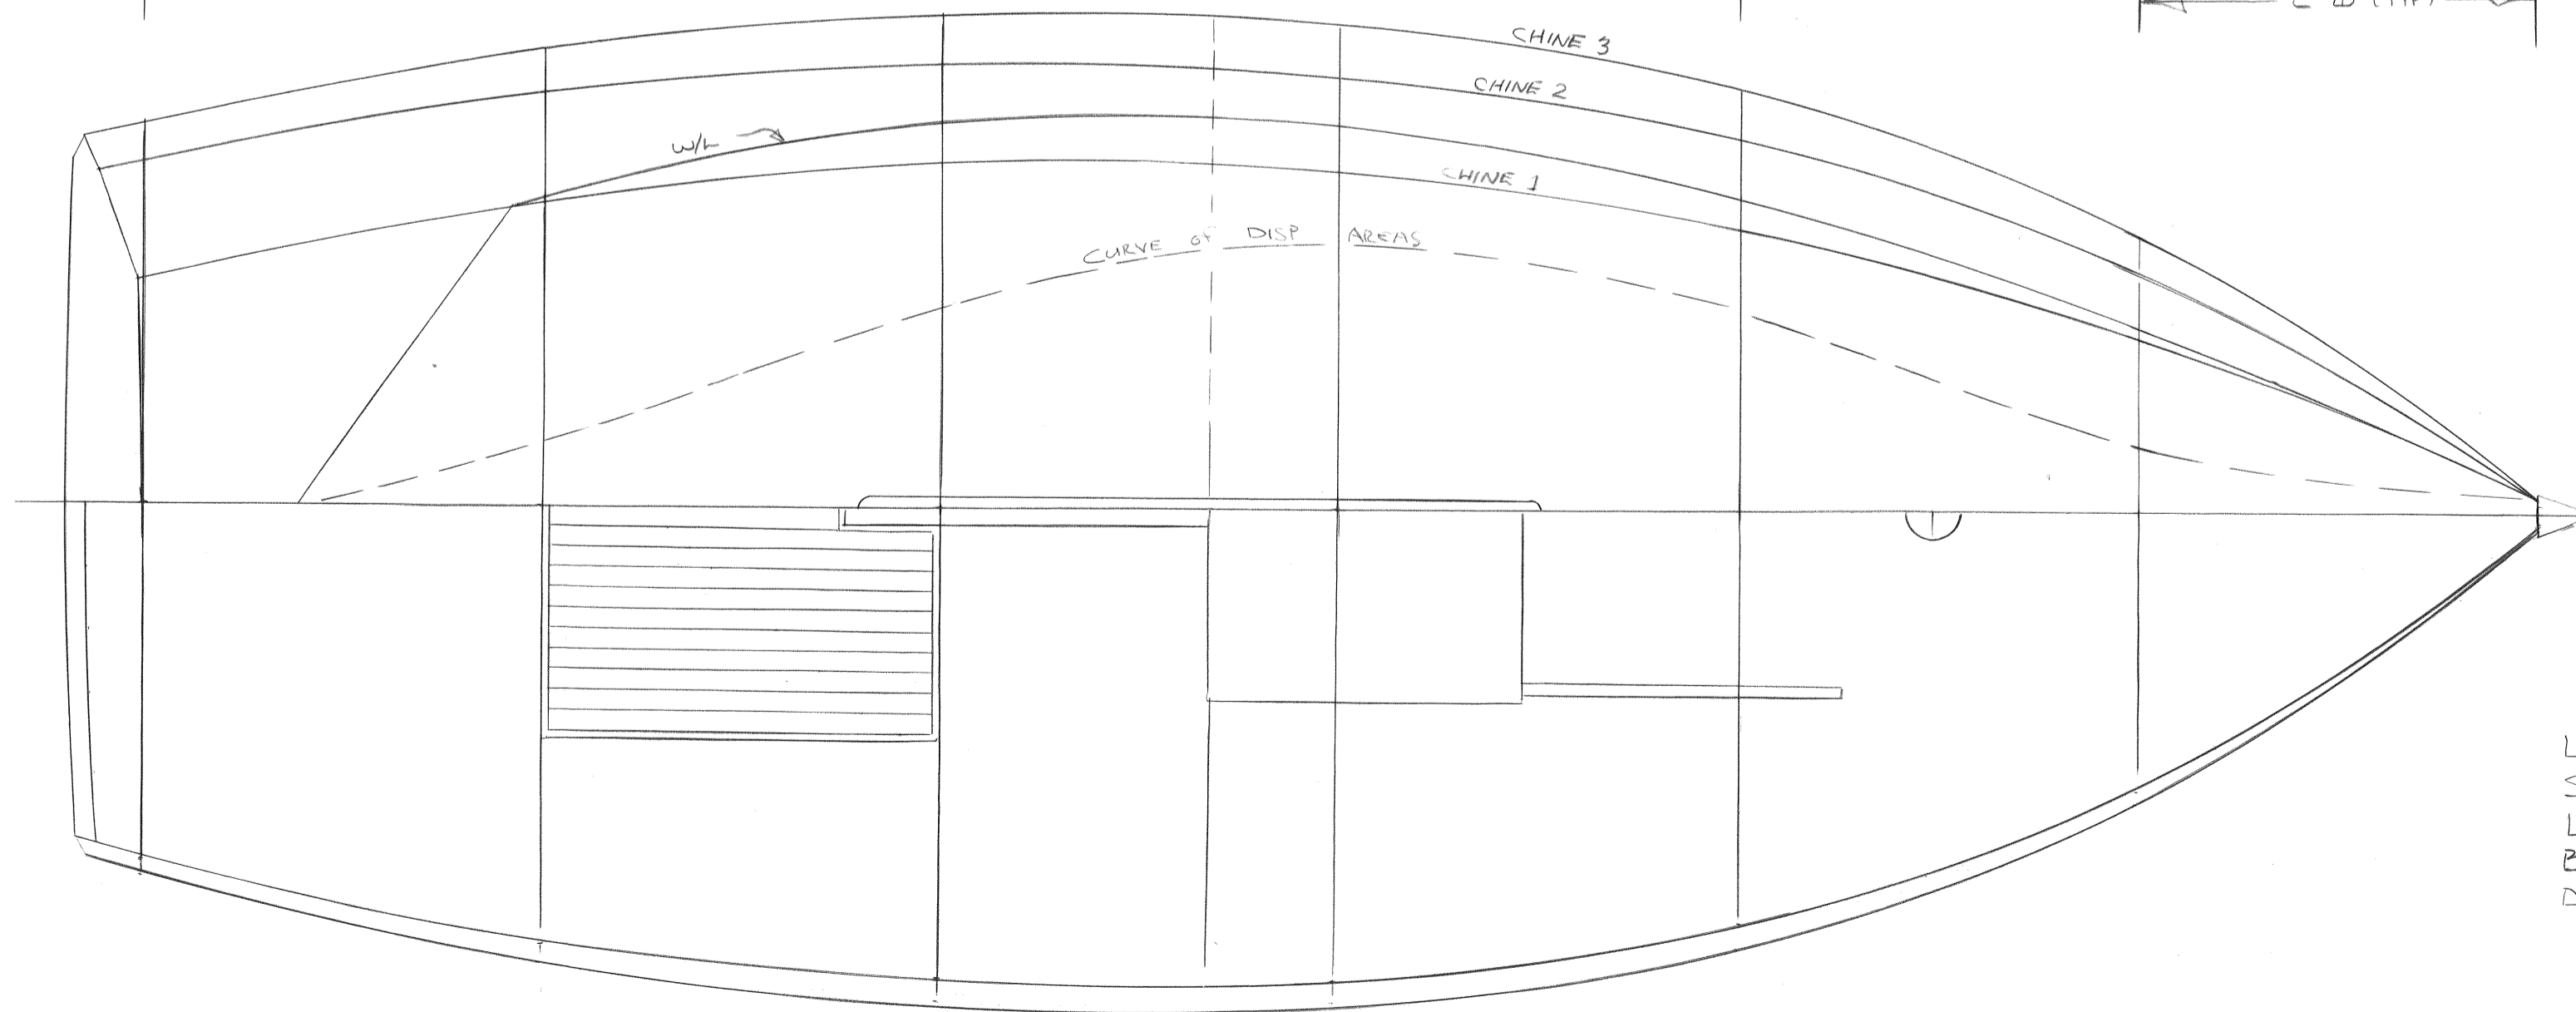 CHINE 3
CHINE 2
W/L
CHINE 1
CURVE OF DISP AREAS
L
S
L
B
D